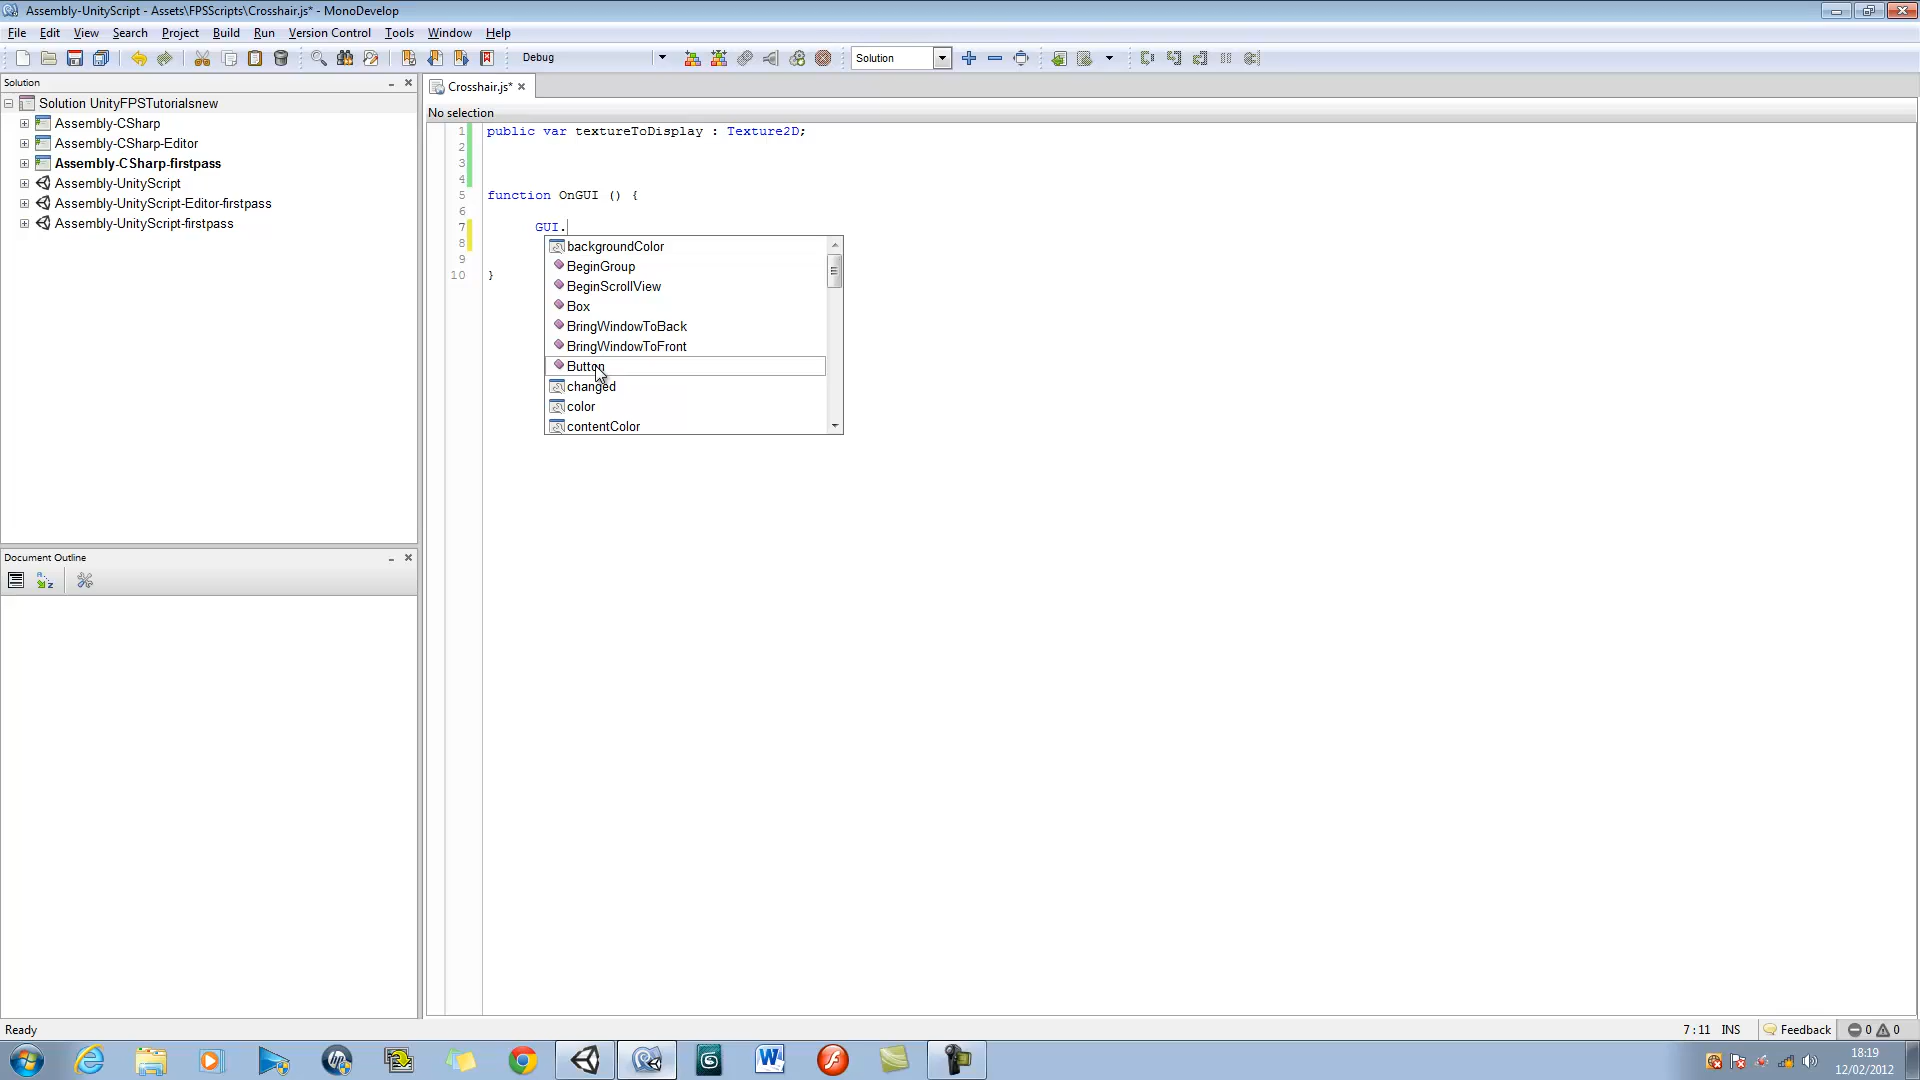 Assembly-UnityScript - Assets\FPSScripts\Crosshair.js* - MonoDevelop
File Edit View Search Project Build Run Version Control Tools Window Help
Debug
Solution
Solution
Crosshair.js*
Solution UnityFPSTutorialsnew
Assembly-CSharp
Assembly-CSharp-Editor
Assembly-CSharp-firstpass
Assembly-UnityScript
Assembly-UnityScript-Editor-firstpass
Assembly-UnityScript-firstpass
No selection
1 public var textureToDisplay : Texture2D;
2
3
4
5 function OnGUI () {
6
7 GUI.
8
9
10 }
backgroundColor
BeginGroup
BeginScrollView
Box
BringWindowToBack
BringWindowToFront
Button
changed
color
contentColor
Document Outline
Ready
7 : 11 INS Feedback 0 0
18:19
12/02/2012